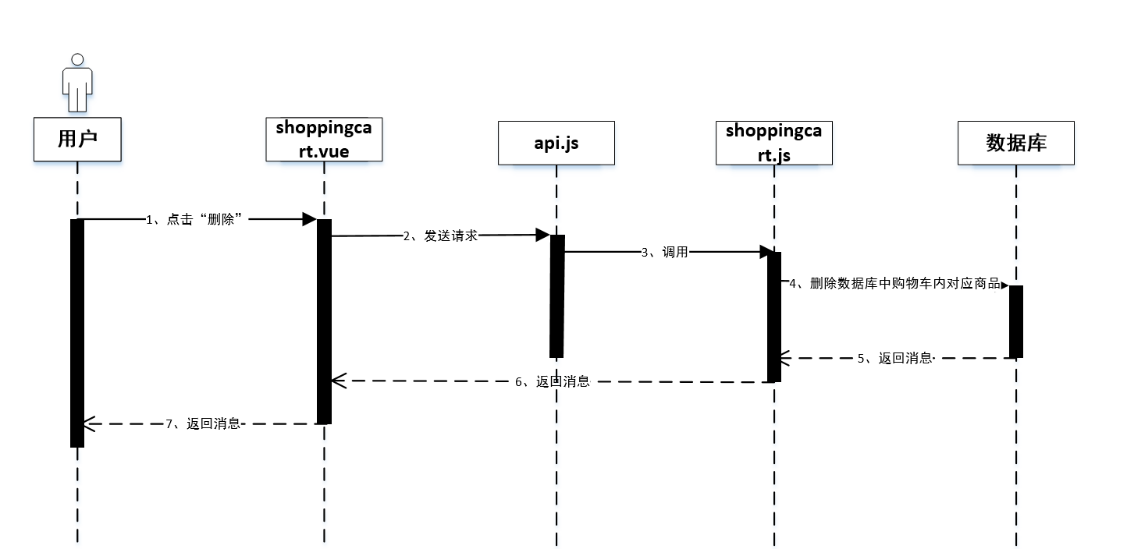 用户
shoppingca
rt.vue
api.js
shoppingca
rt.js
数据库
1、点击“删除”
2、发送请求
3、调用
4、删除数据库中购物车内对应商品
5、返回消息
6、返回消息
7、返回消息